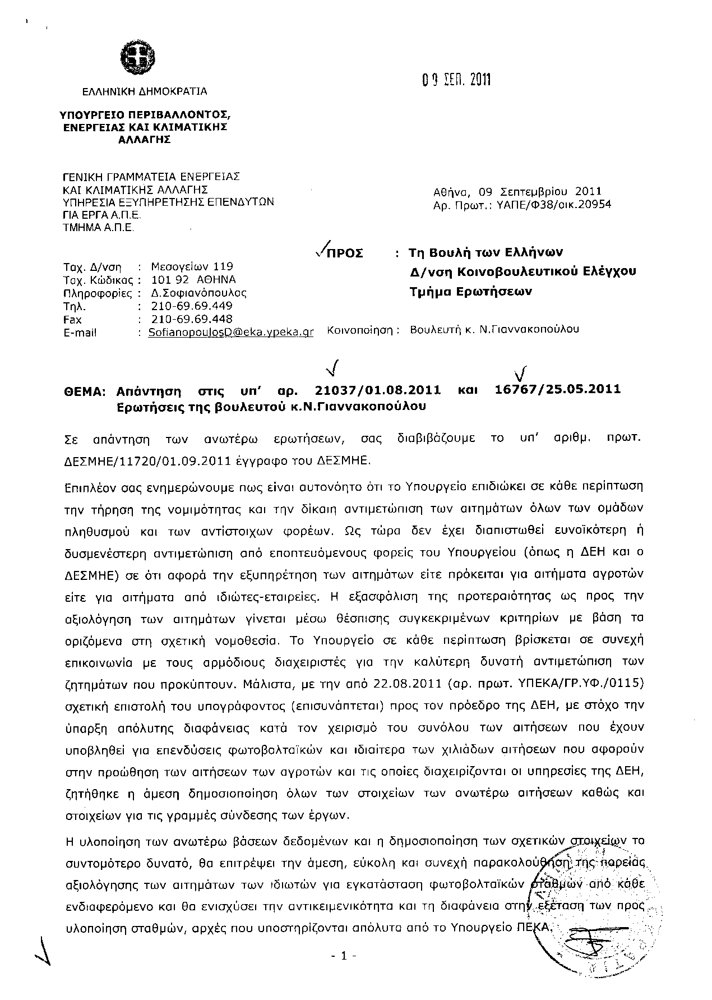 09 ΣΕΠ. 2011
ΕΛΛΗΝΙΚΗ ΔΗΜΟΚΡΑΤΙΑ
ΥΠΟΥΡΓΕΙΟ ΠΕΡΙΒΑΛΛΟΝΤΟΣ,
ΕΝΕΡΓΕΙΑΣ ΚΑΙ ΚΛΙΜΑΤΙΚΗΣ
ΑΛΛΑΓΗΣ
ΓΕΝΙΚΗ ΓΡΑΜΜΑΤΕΙΑ ΕΝΕΡΓΕΙΑΣ
ΚΑΙ ΚΛΙΜΑΤΙΚΗΣ ΑΛΛΑΓΗΣ
ΥΠΗΡΕΣΙΑ ΕΞΥΠΗΡΕΤΗΣΗΣ ΕΠΕΝΔΥΤΩΝ
ΓΙΑ ΕΡΓΑ Α.Π.Ε.
ΤΜΗΜΑ Α.Π.Ε.
Αθήνα, 09 Σεπτεμβρίου 2011
Αρ. Πρωτ.: ΥΑΠΕ/Φ38/οικ.20954
Ταχ. Δ/νση : Μεσογείων 119
Ταχ. Κώδικας : 101 92 ΑΘΗΝΑ
Πληροφορίες : Δ.Σοφιανόπουλος
Τηλ. : 210-69.69.449
Fax : 210-69.69.448
E-mail : SofianopoulosD@eka.ypeka.gr
ΠΡΟΣ : Τη Βουλή των Ελλήνων
Δ/νση Κοινοβουλευτικού Ελέγχου
Τμήμα Ερωτήσεων
Κοινοποίηση : Βουλευτή κ. Ν.Γιαννακοπούλου
ΘΕΜΑ: Απάντηση στις υπ' αρ. 21037/01.08.2011 και 16767/25.05.2011
Ερωτήσεις της βουλευτού κ.Ν.Γιαννακοπούλου
Σε απάντηση των ανωτέρω ερωτήσεων, σας διαβιβάζουμε το υπ' αριθμ. πρωτ.
ΔΕΣΜΗΕ/11720/01.09.2011 έγγραφο του ΔΕΣΜΗΕ.
Επιπλέον σας ενημερώνουμε πως είναι αυτονόητο ότι το Υπουργείο επιδιώκει σε κάθε περίπτωση
την τήρηση της νομιμότητας και την δίκαιη αντιμετώπιση των αιτημάτων όλων των ομάδων
πληθυσμού και των αντίστοιχων φορέων. Ως τώρα δεν έχει διαπιστωθεί ευνοϊκότερη ή
δυσμενέστερη αντιμετώπιση από εποπτευόμενους φορείς του Υπουργείου (όπως η ΔΕΗ και ο
ΔΕΣΜΗΕ) σε ότι αφορά την εξυπηρέτηση των αιτημάτων είτε πρόκειται για αιτήματα αγροτών
είτε για αιτήματα από ιδιώτες-εταιρείες. Η εξασφάλιση της προτεραιότητας ως προς την
αξιολόγηση των αιτημάτων γίνεται μέσω θέσπισης συγκεκριμένων κριτηρίων με βάση τα
οριζόμενα στη σχετική νομοθεσία. Το Υπουργείο σε κάθε περίπτωση βρίσκεται σε συνεχή
επικοινωνία με τους αρμόδιους διαχειριστές για την καλύτερη δυνατή αντιμετώπιση των
ζητημάτων που προκύπτουν. Μάλιστα, με την από 22.08.2011 (αρ. πρωτ. ΥΠΕΚΑ/ΓΡ.ΥΦ./0115)
σχετική επιστολή του υπογράφοντος (επισυνάπτεται) προς τον πρόεδρο της ΔΕΗ, με στόχο την
ύπαρξη απόλυτης διαφάνειας κατά τον χειρισμό του συνόλου των αιτήσεων που έχουν
υποβληθεί για επενδύσεις φωτοβολταϊκών και ιδιαίτερα των χιλιάδων αιτήσεων που αφορούν
στην προώθηση των αιτήσεων των αγροτών και τις οποίες διαχειρίζονται οι υπηρεσίες της ΔΕΗ,
ζητήθηκε η άμεση δημοσιοποίηση όλων των στοιχείων των ανωτέρω αιτήσεων καθώς και
στοιχείων για τις γραμμές σύνδεσης των έργων.
Η υλοποίηση των ανωτέρω βάσεων δεδομένων και η δημοσιοποίηση των σχετικών στοιχείων το
συντομότερο δυνατό, θα επιτρέψει την άμεση, εύκολη και συνεχή παρακολούθηση της πορείας
αξιολόγησης των αιτημάτων των ιδιωτών για εγκατάσταση φωτοβολταϊκών σταθμών από κάθε
ενδιαφερόμενο και θα ενισχύσει την αντικειμενικότητα και τη διαφάνεια στην εξέταση των προς
υλοποίηση σταθμών, αρχές που υποστηρίζονται απόλυτα από το Υπουργείο ΠΕΚΑ.
- 1 -